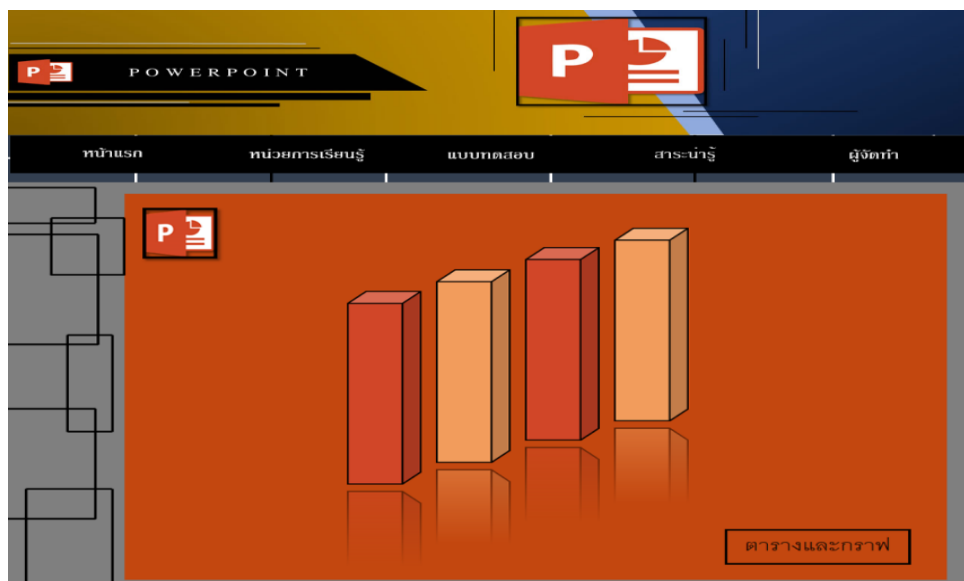 P POWERPOINT
P
หน้าแรก หน่วยการเรียนรู้ แบบทดสอบ สาระน่ารู้ ผู้จัดทำ
P
ตารางและกราฟ